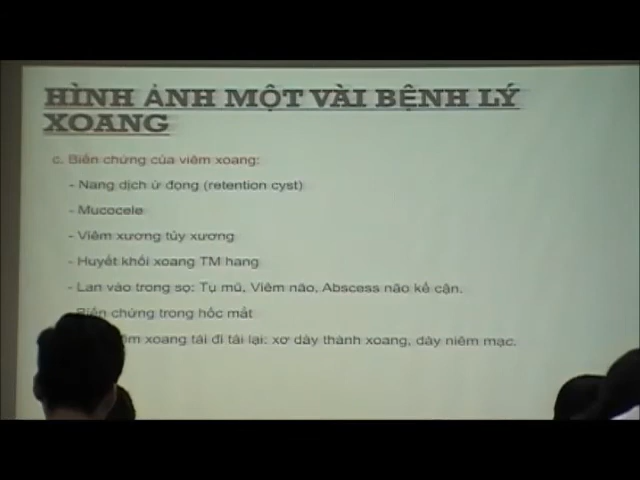 HÌNH ẢNH MỘT VÀI BỆNH LÝ
XOANG
c. Biến chứng của viêm xoang:
- Nang dịch ứ đọng (retention cyst)
- Mucocele
- Viêm xương tủy xương
- Huyết khối xoang TM hang
- Lan vào trong sọ: Tụ mủ, Viêm não, Abscess não kế cận.
Biến chứng trong hốc mắt
xoang tái đi tái lại: xơ dày thành xoang, dày niêm mạc.